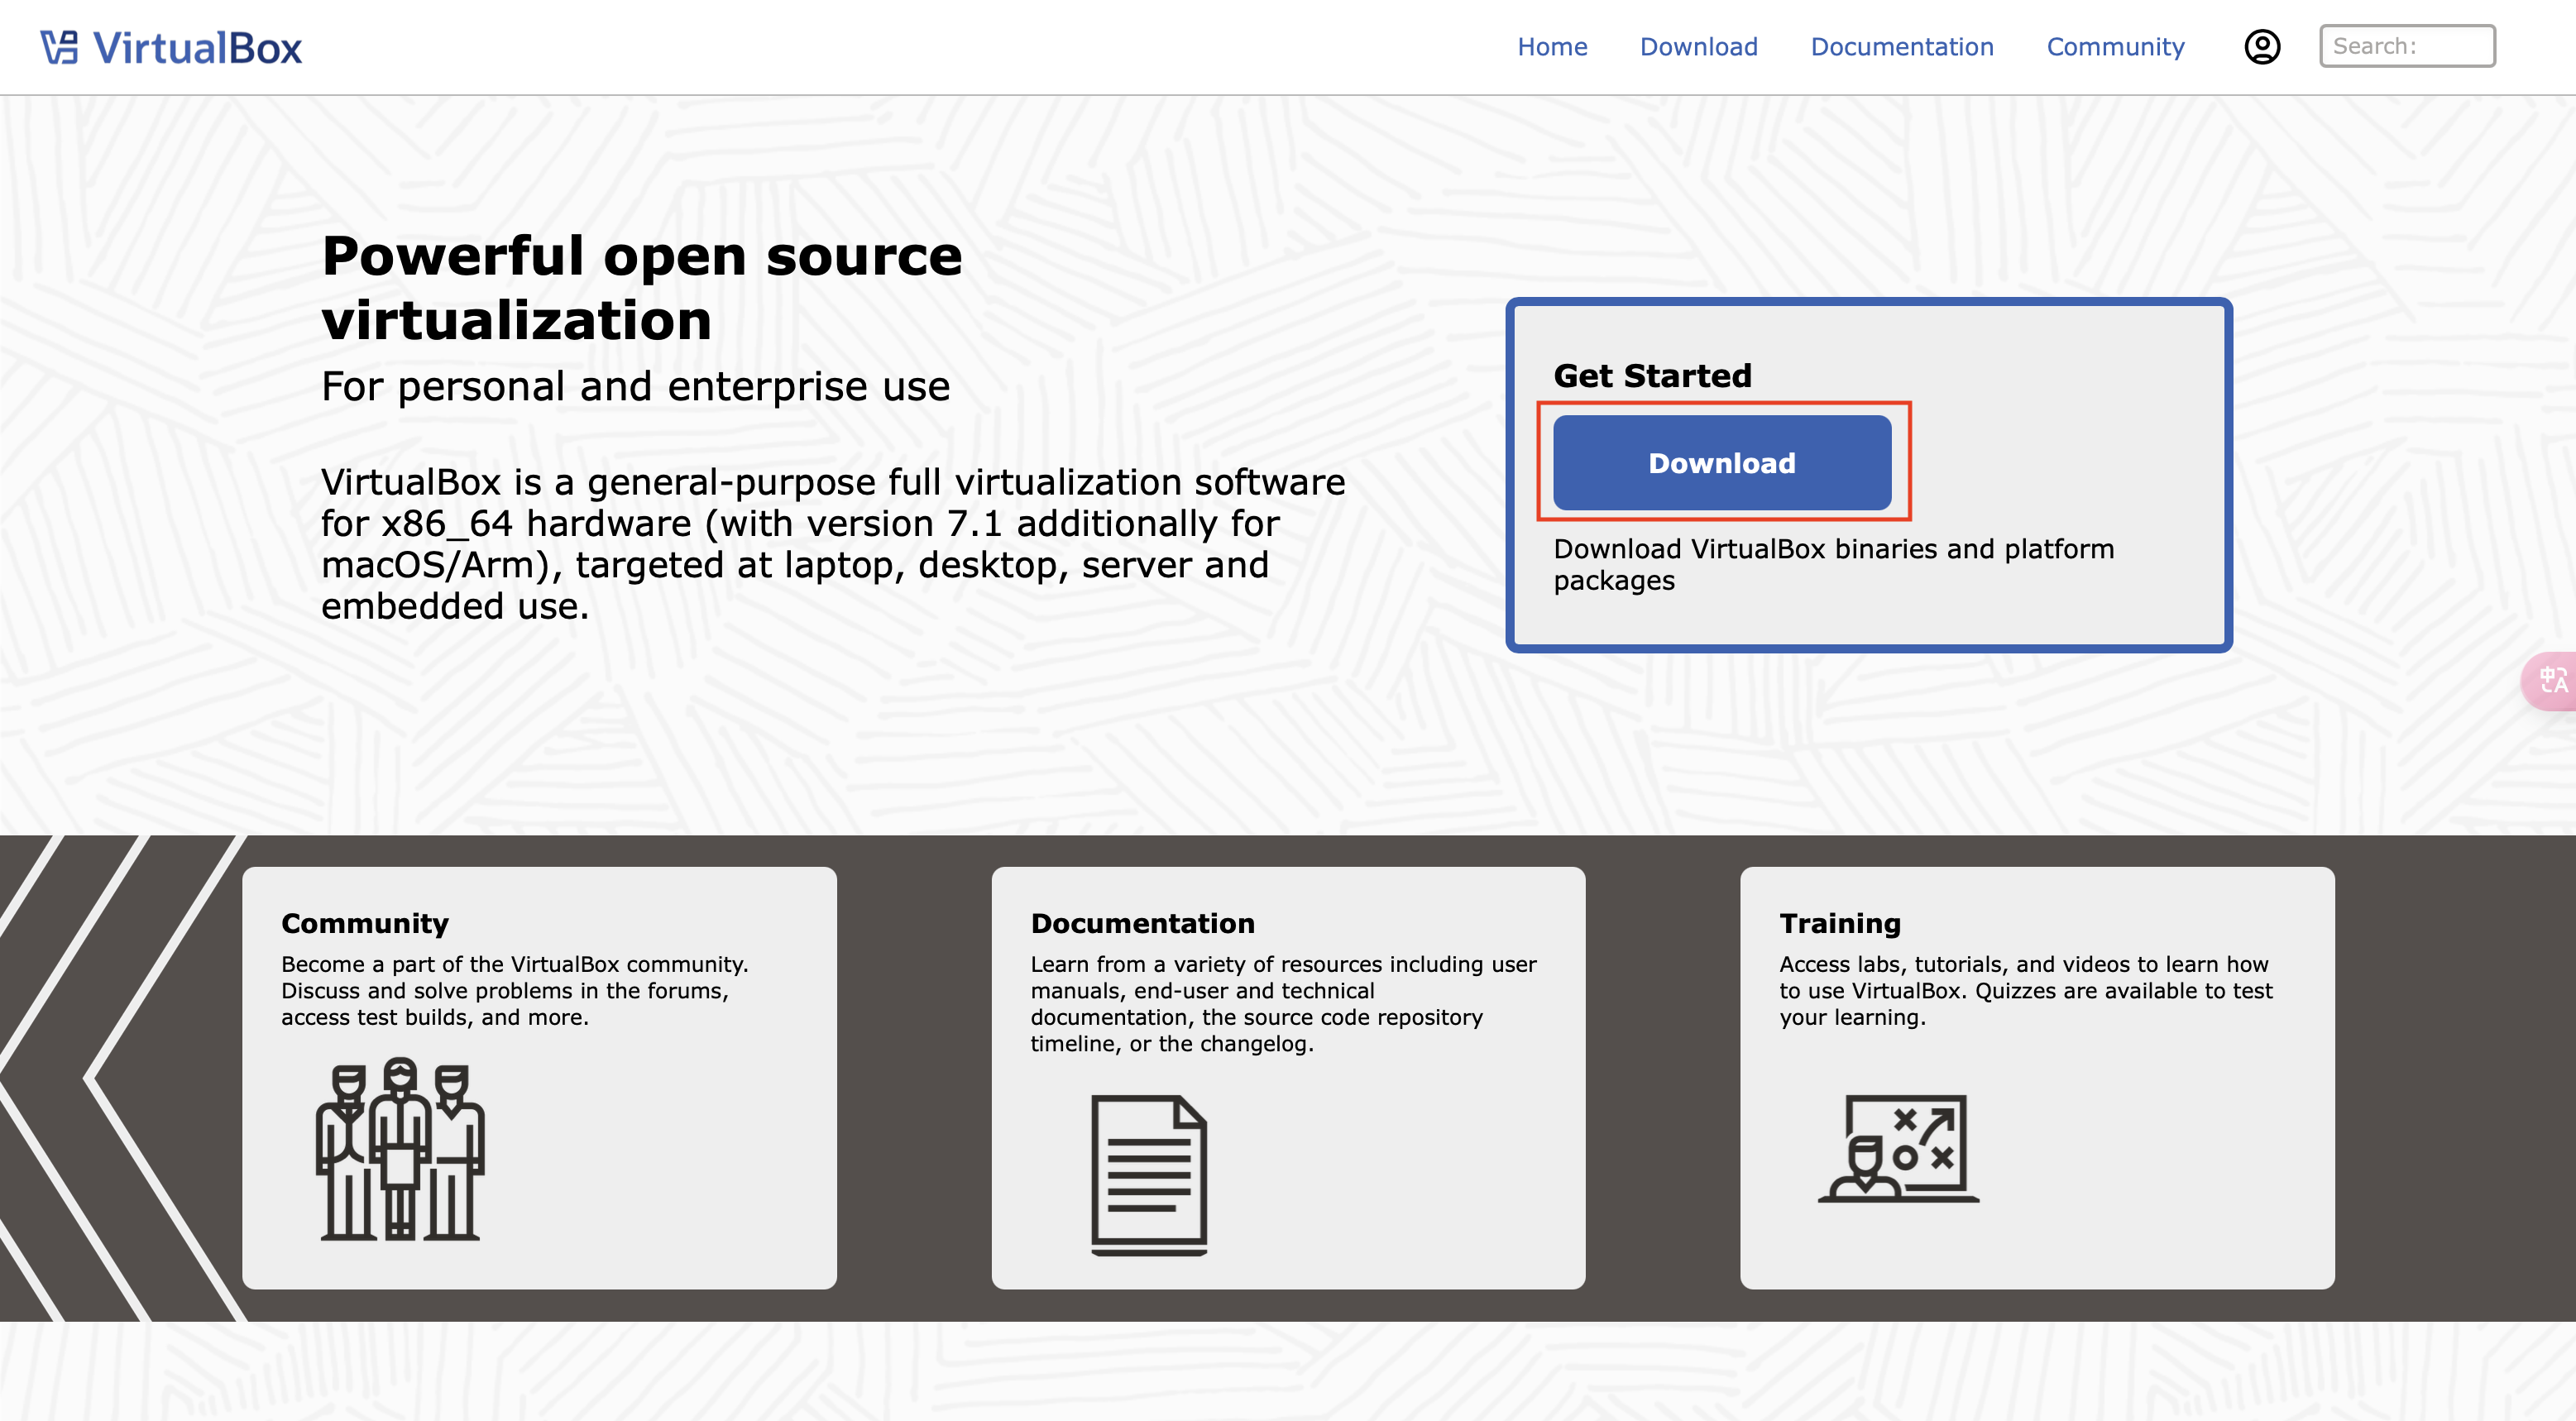 VirtualBox
Home Download Documentation Community Search:
Powerful open source
virtualization
For personal and enterprise use
VirtualBox is a general-purpose full virtualization software
for x86_64 hardware (with version 7.1 additionally for
macOS/Arm), targeted at laptop, desktop, server and
embedded use.
Get Started
Download
Download VirtualBox binaries and platform
packages
中A
Community
Become a part of the VirtualBox community.
Discuss and solve problems in the forums,
access test builds, and more.
Documentation
Learn from a variety of resources including user
manuals, end-user and technical
documentation, the source code repository
timeline, or the changelog.
Training
Access labs, tutorials, and videos to learn how
to use VirtualBox. Quizzes are available to test
your learning.